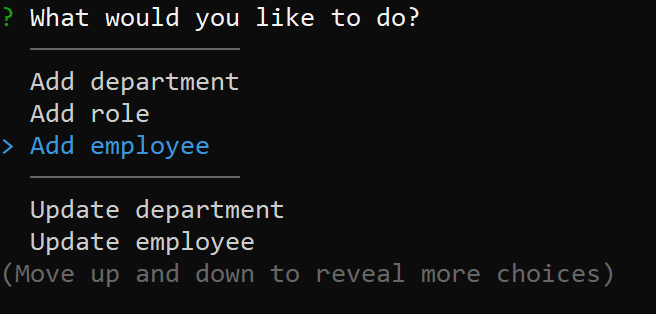 ? What would you like to do?
Add department
Add role
> Add employee
Update department
Update employee
(Move up and down to reveal more choices)